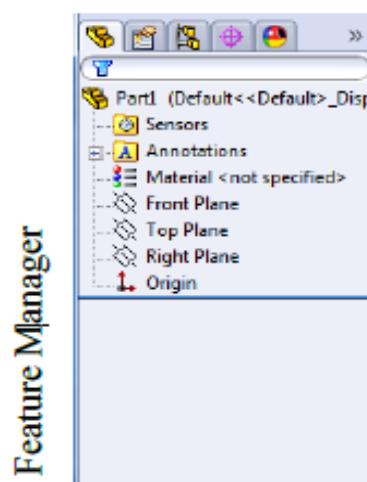 Part1 (Default<<Default>_Disp
Sensors
A Annotations
Material <not specified>
Front Plane
Top Plane
Right Plane
Origin
Feature Manager